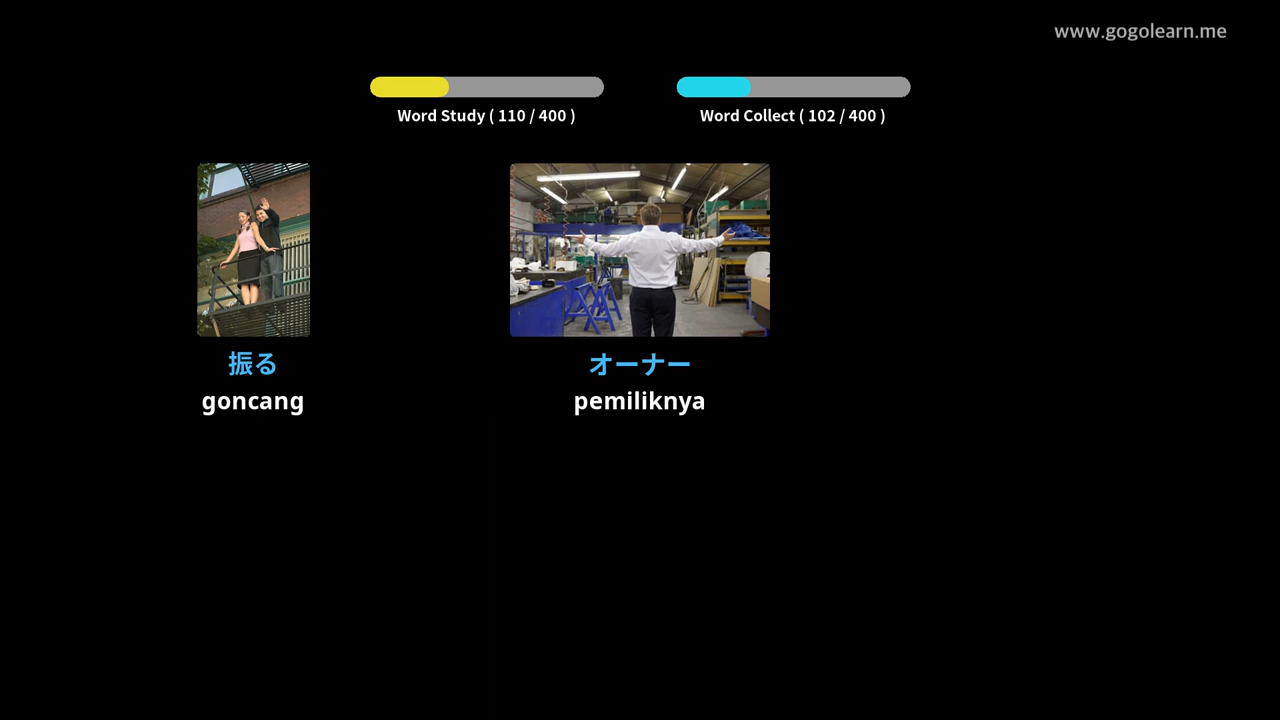 www.gogolearn.me
Word Study ( 110 / 400 )
Word Collect ( 102 / 400 )
振る
goncang
オーナー
pemiliknya